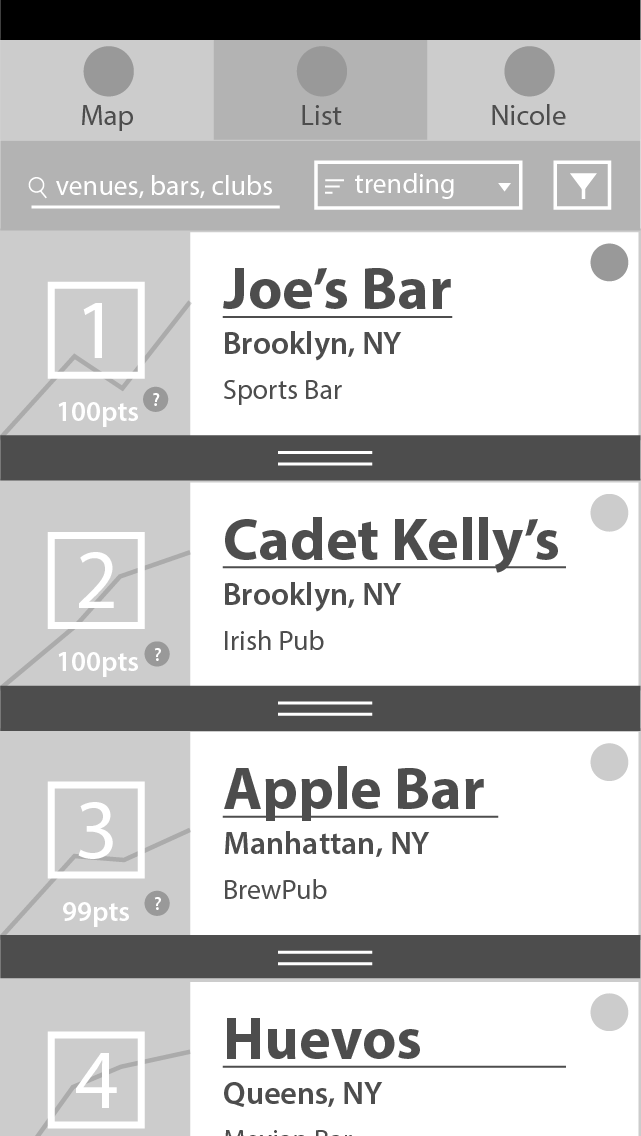 Map
List
Nicole
venues, bars, clubs
trending
1
Joe’s Bar
Brooklyn, NY
Sports Bar
100pts
?
2
Cadet Kelly’s
Brooklyn, NY
Irish Pub
100pts
?
3
Apple Bar
Manhattan, NY
BrewPub
99pts
?
4
Huevos
Queens, NY